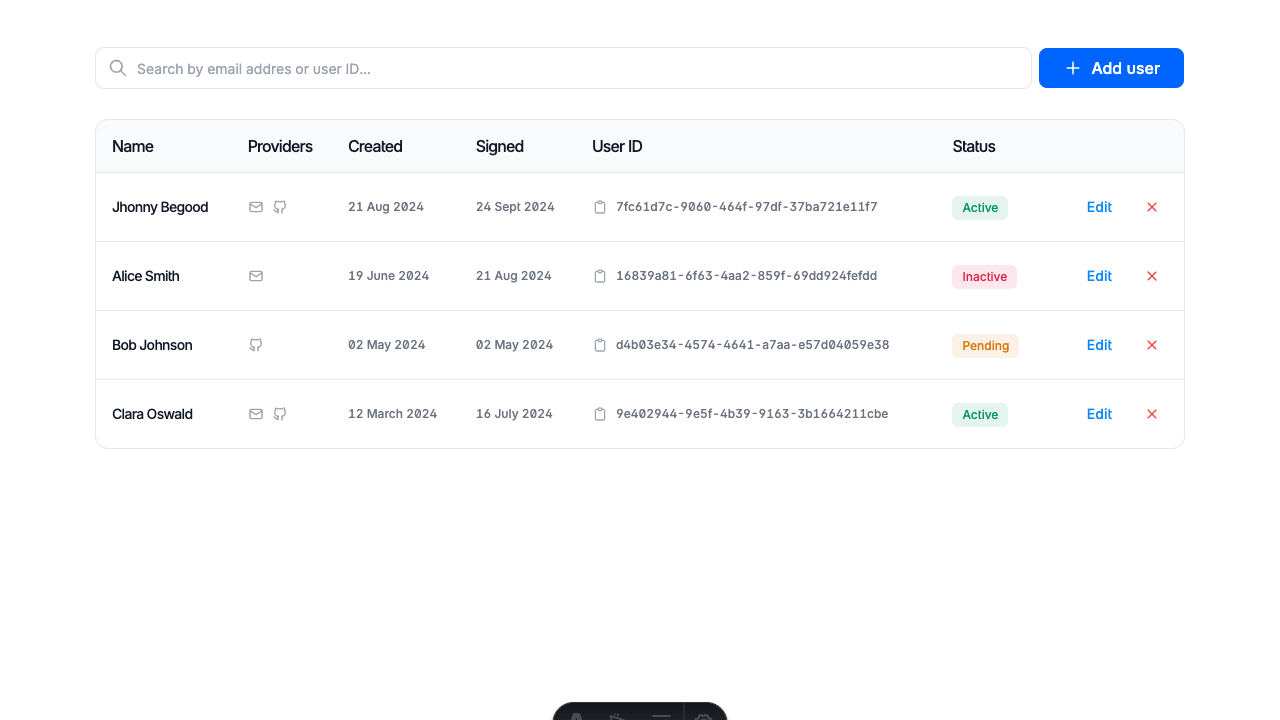 Search by email addres or user ID...
Add user
Name Providers Created Signed User ID Status
Jhonny Begood 21 Aug 2024 24 Sept 2024 7fc61d7c-9060-464f-97df-37ba721e11f7 Active Edit
Alice Smith 19 June 2024 21 Aug 2024 16839a81-6f63-4aa2-859f-69dd924fefdd Inactive Edit
Bob Johnson 02 May 2024 02 May 2024 d4b03e34-4574-4641-a7aa-e57d04059e38 Pending Edit
Clara Oswald 12 March 2024 16 July 2024 9e402944-9e5f-4b39-9163-3b1664211cbe Active Edit